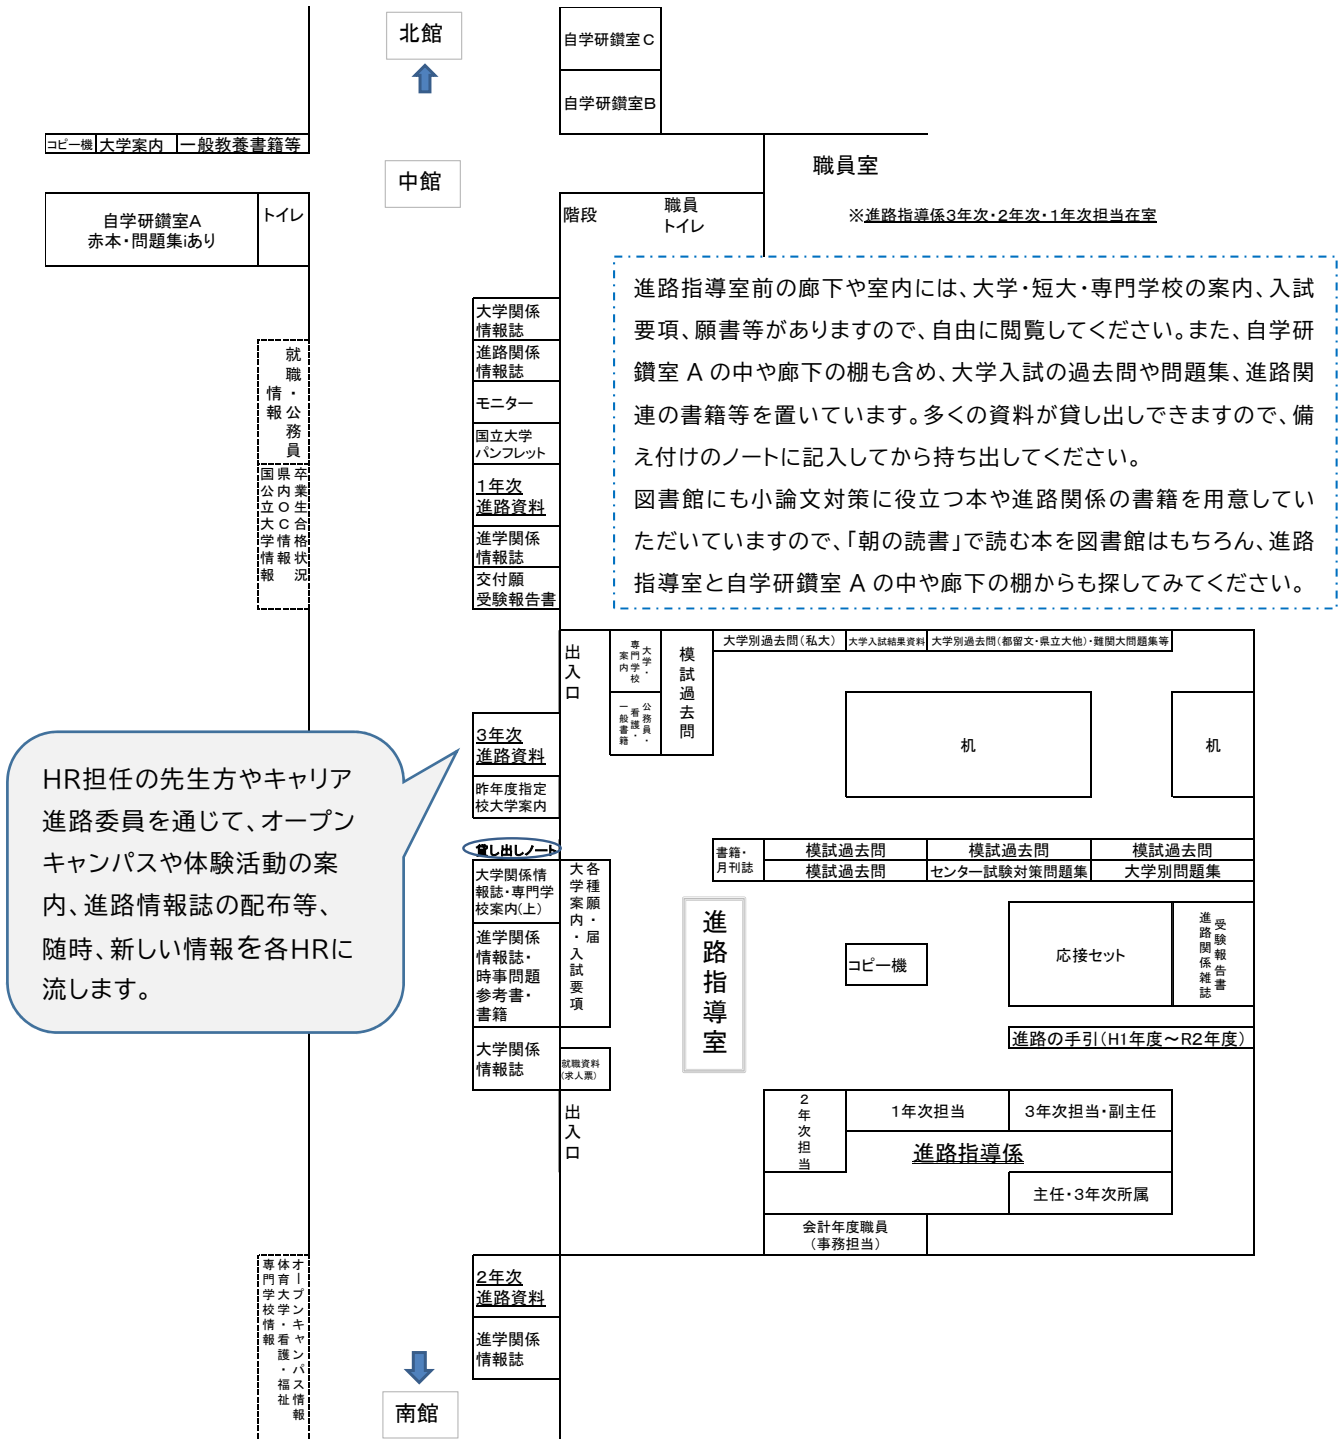 北館
自学研鑽室C
自学研鑽室B
コピー機
大学案内
一般教養書籍等
中館
職員室
※進路指導係3年次・2年次・1年次担当在室
自学研鑽室A
赤本・問題集iあり
トイレ
階段
職員
トイレ
進路指導室前の廊下や室内には、大学・短大・専門学校の案内、入試
要項、願書等がありますので、自由に閲覧してください。また、自学研
鑽室 A の中や廊下の棚も含め、大学入試の過去問や問題集、進路関
連の書籍等を置いています。多くの資料が貸し出しできますので、備
え付けのノートに記入してから持ち出してください。
図書館にも小論文対策に役立つ本や進路関係の書籍を用意してい
ただいていますので、「朝の読書」で読む本を図書館はもちろん、進路
指導室と自学研鑽室 A の中や廊下の棚からも探してみてください。
大学関係
情報誌
進路関係
情報誌
モニター
国立大学
パンフレット
1年次
進路資料
進学関係
情報誌
交付願
受験報告書
就職・公務員
情報
卒業生合格状況
県内OC情報
国公立大学情報
出入口
大学・
専門学校
案内
公務員・
看護・
一般書籍
模試過去問
大学別過去問(私大)
大学入試結果資料
大学別過去問(都留文・県立大他)・難関大問題集等
机
机
3年次
進路資料
昨年度指定
校大学案内
貸し出しノート
HR担任の先生方やキャリア
進路委員を通じて、オープン
キャンパスや体験活動の案
内、進路情報誌の配布等、
随時、新しい情報を各HRに
流します。
書籍・
月刊誌
模試過去問
模試過去問
模試過去問
模試過去問
センター試験対策問題集
大学別問題集
大学関係情
報誌・専門学
校案内(上)
各種願・届
大学案内・入試要項
進学関係
情報誌・
時事問題
参考書・
書籍
大学関係
情報誌
就職資料
(求人票)
進路指導室
コピー機
応接セット
受験報告書
進路関係雑誌
進路の手引(H1年度～R2年度)
出入口
2年次担当
1年次担当
3年次担当・副主任
進路指導係
主任・3年次所属
会計年度職員
(事務担当)
オープンキャンパス情報
体育大学・看護・福祉
専門学校情報
2年次
進路資料
進学関係
情報誌
南館